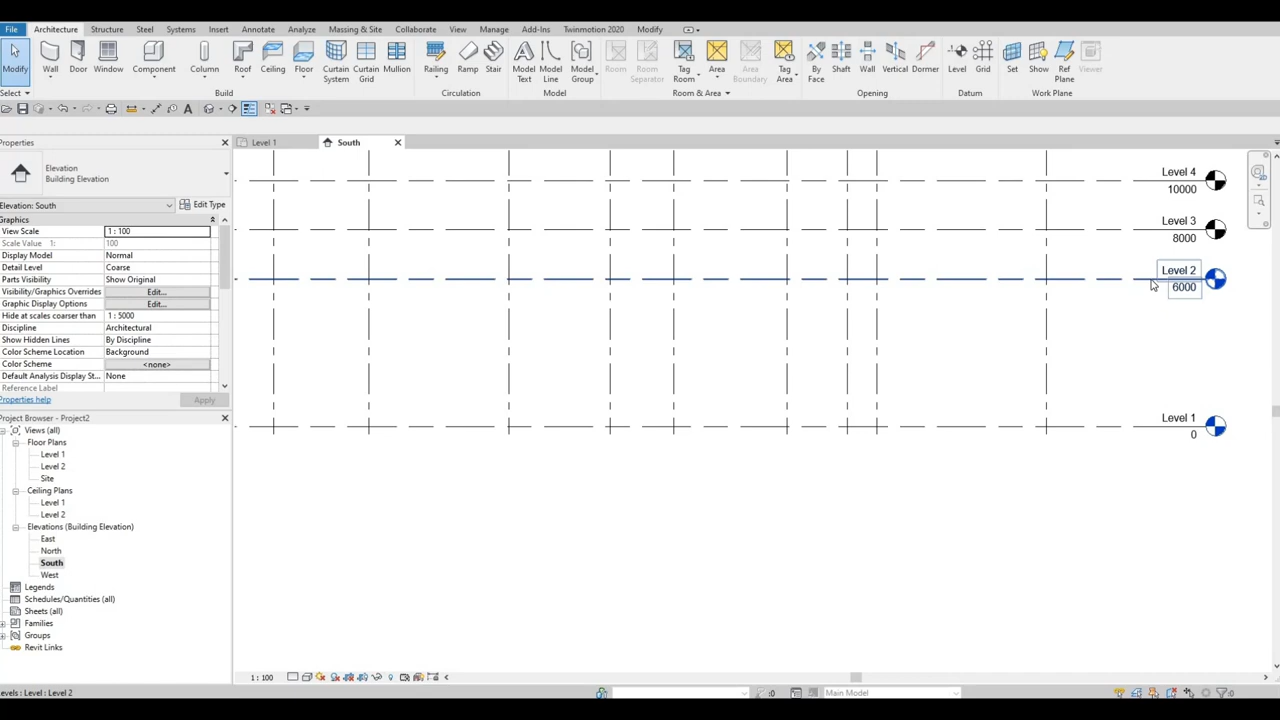 File Architecture Structure Steel Systems Insert Annotate Analyze Massing & Site Collaborate View Manage Add-Ins Twinmotion 2020 Modify
Modify Wall Door Window Component Column Roof Ceiling Floor Curtain System Curtain Grid Mullion Railing Ramp Stair Model Text Model Line Model Group Room Room Separator Tag Room Area Area Boundary Tag Area By Face Shaft Wall Vertical Dormer Level Grid Set Show Ref Plane Viewer
Select Build Circulation Model Room & Area Opening Datum Work Plane
Properties
Level 1
South
Elevation
Building Elevation
Elevation: South
Edit Type
Graphics
View Scale 1 : 100
Scale Value 1: 100
Display Model Normal
Detail Level Coarse
Parts Visibility Show Original
Visibility/Graphics Overrides Edit...
Graphic Display Options Edit...
Hide at scales coarser than 1 : 5000
Discipline Architectural
Show Hidden Lines By Discipline
Color Scheme Location Background
Color Scheme <none>
Default Analysis Display St... None
Reference Label
Properties help
Apply
Project Browser - Project2
Views (all)
Floor Plans
Level 1
Level 2
Site
Ceiling Plans
Level 1
Level 2
Elevations (Building Elevation)
East
North
South
West
Legends
Schedules/Quantities (all)
Sheets (all)
Families
Groups
Revit Links
Level 4
10000
Level 3
8000
Level 2
6000
Level 1
0
1 : 100
Levels : Level : Level 2
:0
Main Model
:0